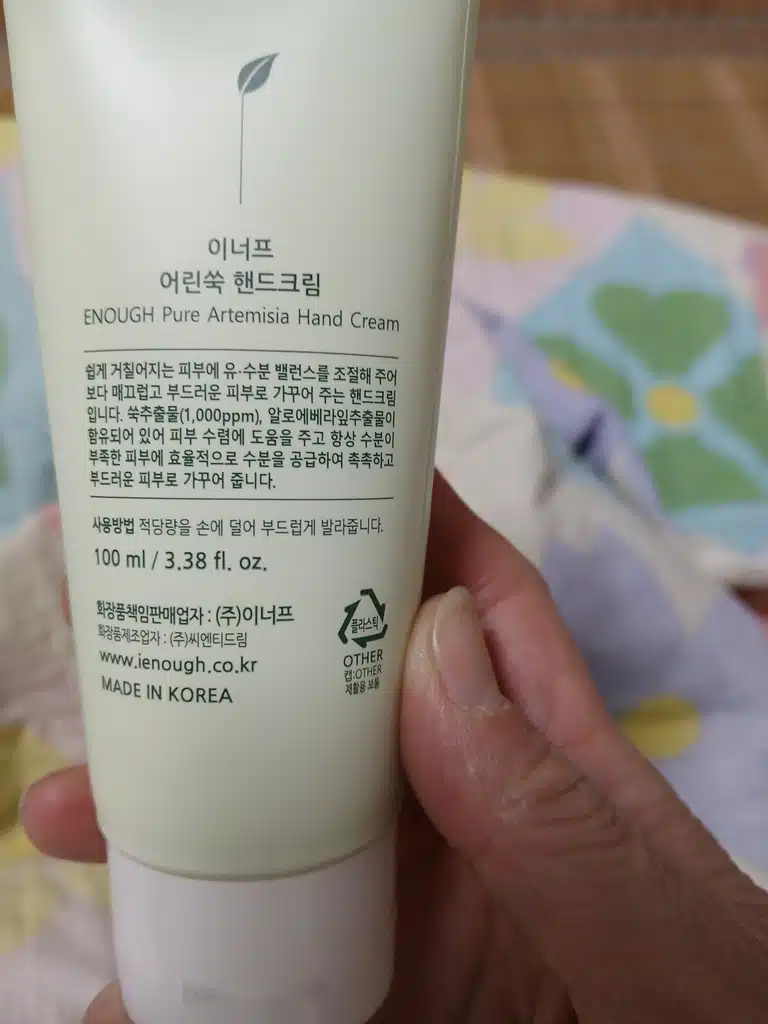 이너프
어린쑥 핸드크림
ENOUGH Pure Artemisia Hand Cream
쉽게 거칠어지는 피부에 유·수분 밸런스를 조절해 주어
보다 매끄럽고 부드러운 피부로 가꾸어 주는 핸드크림
입니다. 쑥추출물(1,000ppm), 알로에베라잎추출물이
함유되어 있어 피부 수렴에 도움을 주고 항상 수분이
부족한 피부에 효율적으로 수분을 공급하여 촉촉하고
부드러운 피부로 가꾸어 줍니다.
사용방법 적당량을 손에 덜어 부드럽게 발라줍니다.
100 ml / 3.38 fl. oz.
화장품책임판매업자 : (주)이너프
화장품제조업자 : (주)씨엔티드림
www.ienough.co.kr
MADE IN KOREA
플라스틱
OTHER
캡:OTHER
재활용 보통